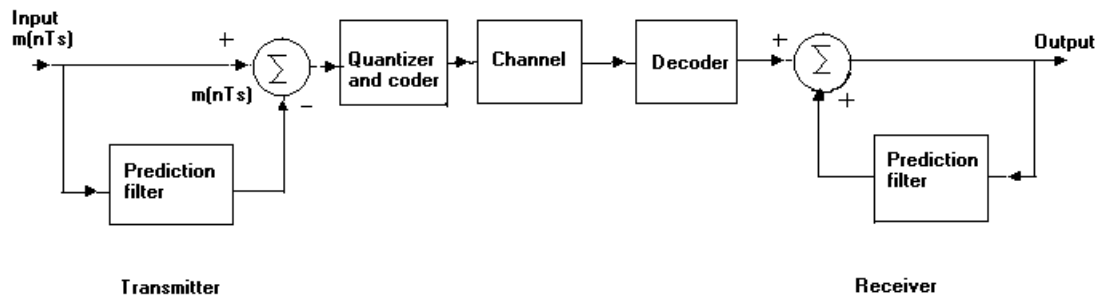 Input
m(nTs)
+
∑
m(nTs)
−
Quantizer
and coder
Channel
Decoder
+
∑
+
Output
Prediction
filter
Prediction
filter
Transmitter
Receiver